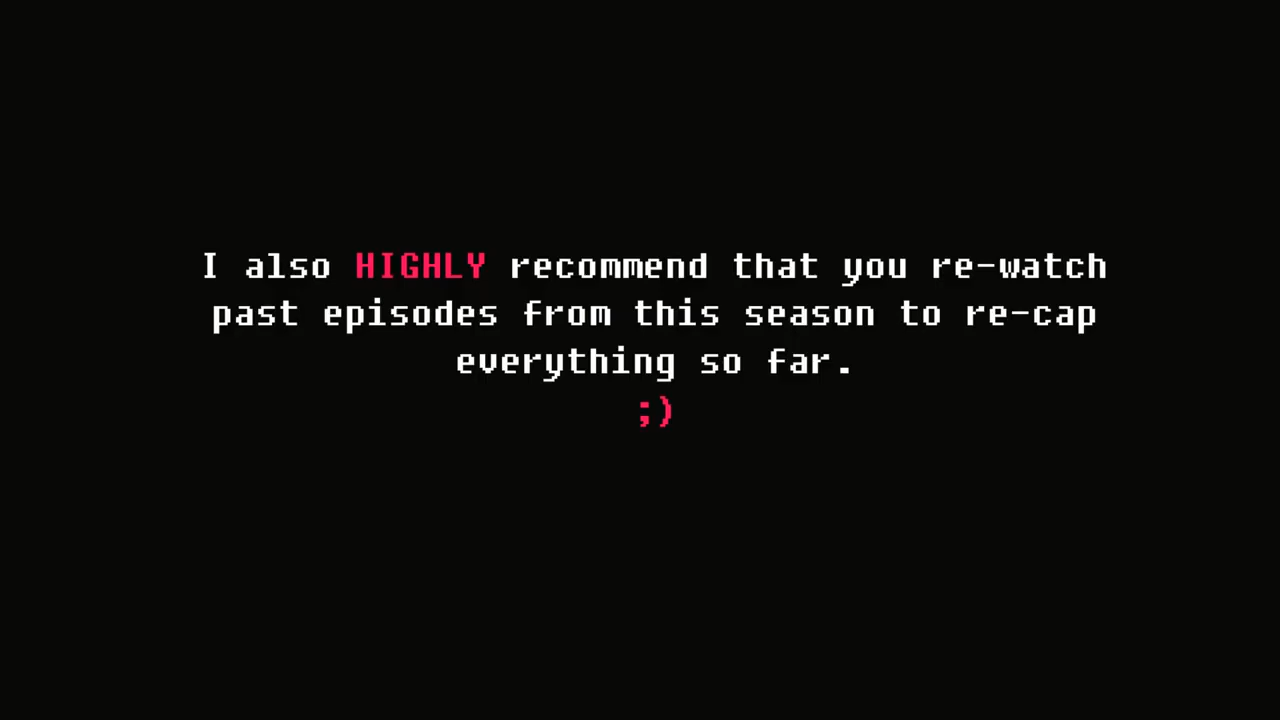 I also HIGHLY recommend that you re-watch
past episodes from this season to re-cap
everything so far.
;)